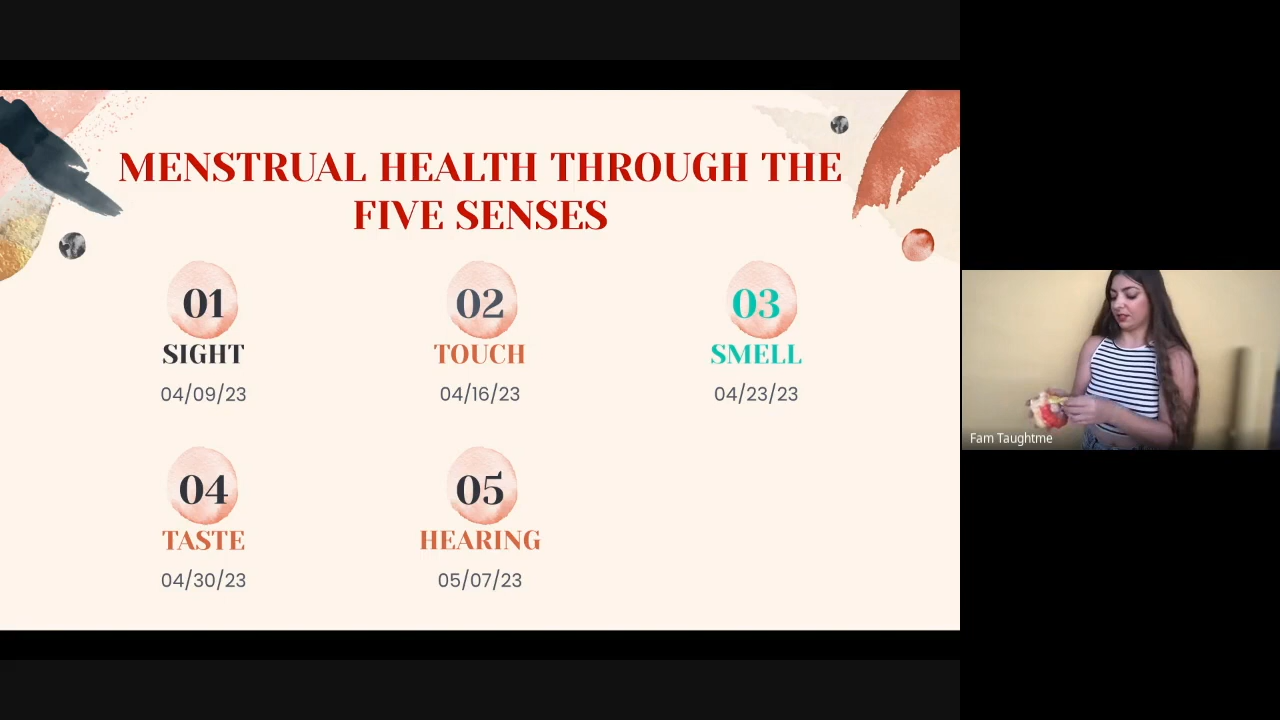 MENSTRUAL HEALTH THROUGH THE
FIVE SENSES
01
SIGHT
04/09/23
02
TOUCH
04/16/23
03
SMELL
04/23/23
04
TASTE
04/30/23
05
HEARING
05/07/23
Fam Taughtme